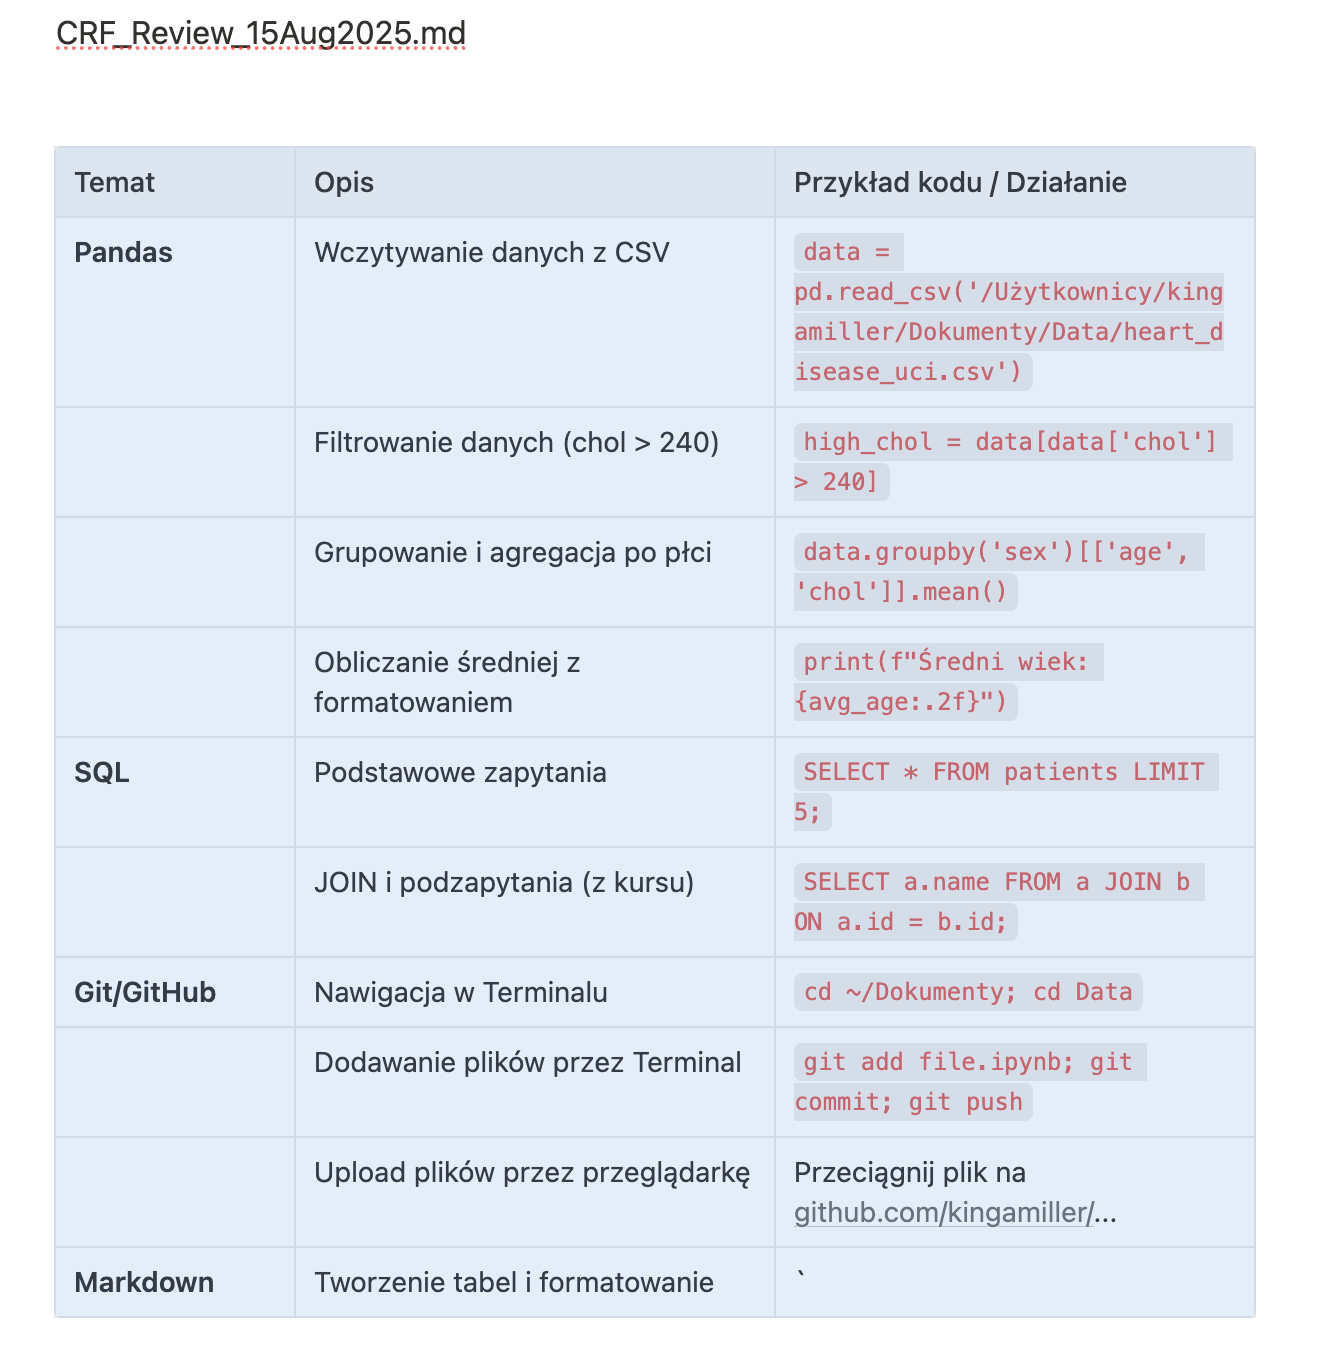 CRF_Review_15Aug2025.md
Temat
Opis
Przykład kodu / Działanie
Pandas
Wczytywanie danych z CSV
data =
pd.read_csv('/Użytkownicy/king
amiller/Dokumenty/Data/heart_d
isease_uci.csv')
Filtrowanie danych (chol > 240)
high_chol = data[data['chol']
> 240]
Grupowanie i agregacja po płci
data.groupby('sex')[['age',
'chol']].mean()
Obliczanie średniej z
formatowaniem
print(f"Średni wiek:
{avg_age:.2f}")
SQL
Podstawowe zapytania
SELECT * FROM patients LIMIT
5;
JOIN i podzapytania (z kursu)
SELECT a.name FROM a JOIN b
ON a.id = b.id;
Git/GitHub
Nawigacja w Terminalu
cd ~/Dokumenty; cd Data
Dodawanie plików przez Terminal
git add file.ipynb; git
commit; git push
Upload plików przez przeglądarkę
Przeciągnij plik na
github.com/kingamiller/...
Markdown
Tworzenie tabel i formatowanie
`